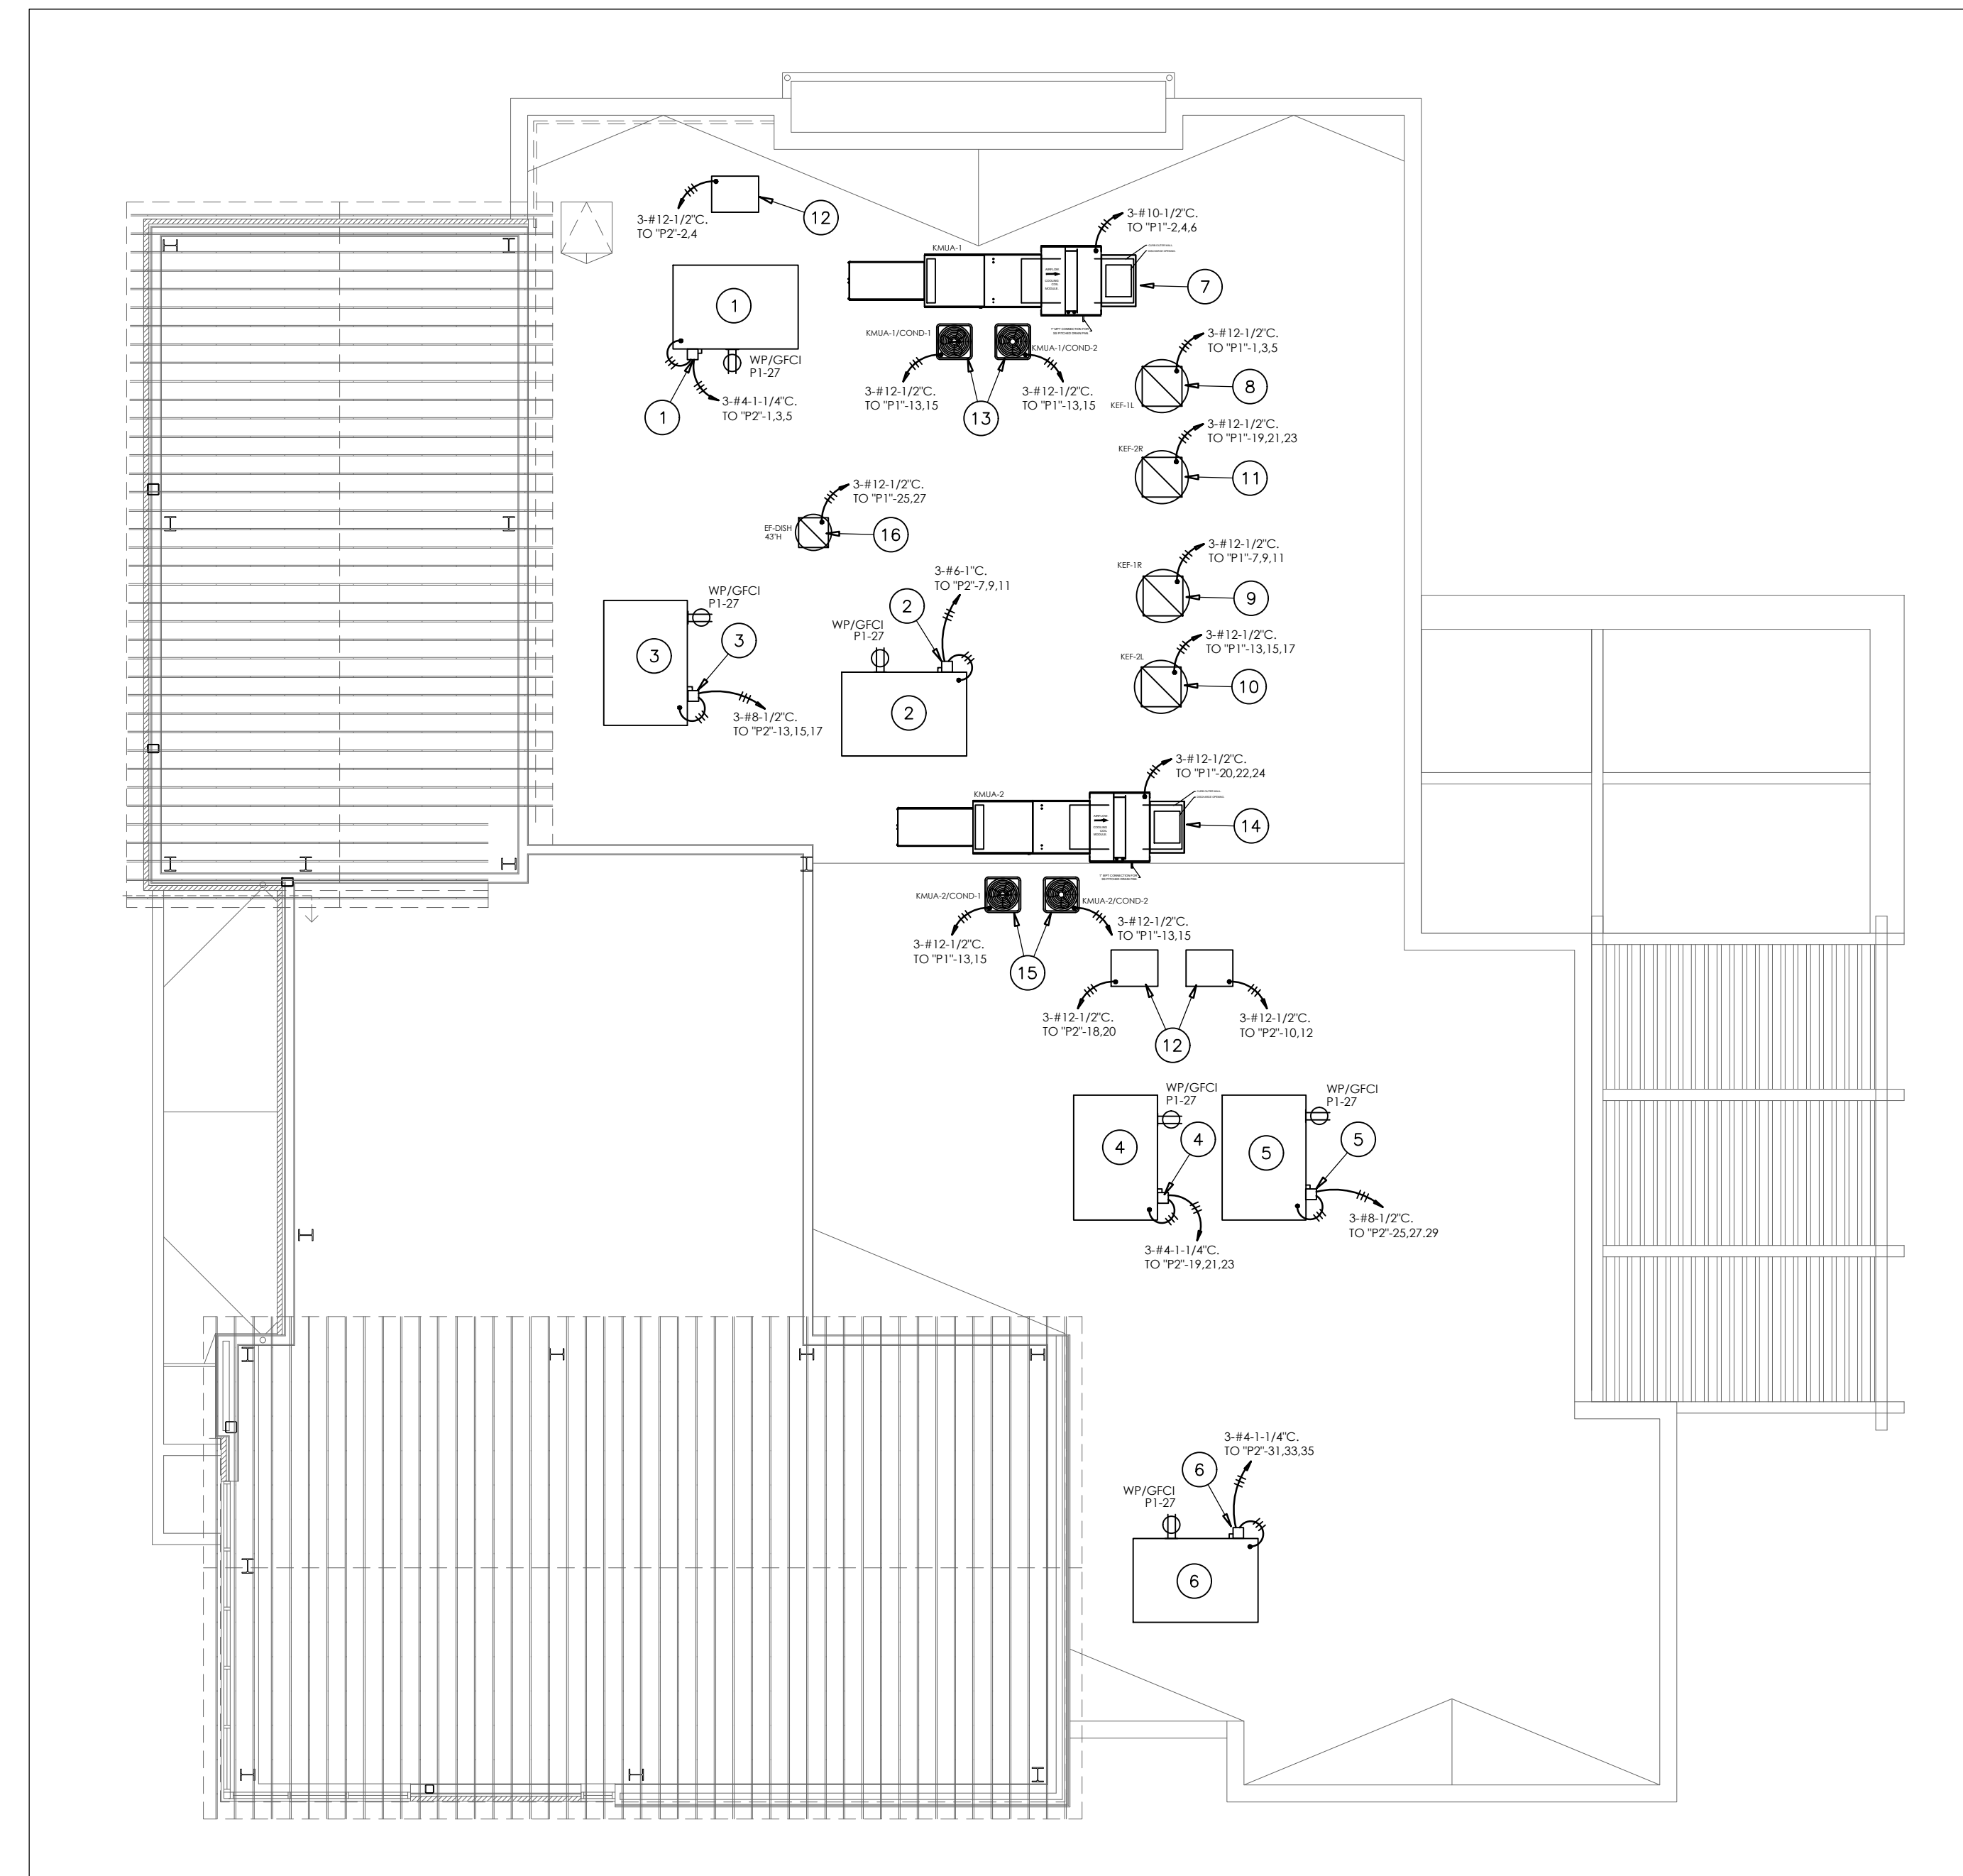 3-#12-1/2"C.
TO "P2"-2,4
12
3-#10-1/2"C.
TO "P1"-2,4,6
KMUA-1
AIRFLOW
COOLING
COIL
MODULE
7
1
WP/GFCI
P1-27
1
3-#4-1-1/4"C.
TO "P2"-1,3,5
KMUA-1/COND-1
KMUA-1/COND-2
3-#12-1/2"C.
TO "P1"-13,15
3-#12-1/2"C.
TO "P1"-13,15
13
3-#12-1/2"C.
TO "P1"-1,3,5
8
KEF-1L
3-#12-1/2"C.
TO "P1"-19,21,23
KEF-2R
11
3-#12-1/2"C.
TO "P1"-25,27
EF-DISH
43"H
16
3-#12-1/2"C.
TO "P1"-7,9,11
KEF-1R
9
3-#6-1"C.
TO "P2"-7,9,11
2
WP/GFCI
P1-27
2
WP/GFCI
P1-27
3
3
3-#8-1/2"C.
TO "P2"-13,15,17
3-#12-1/2"C.
TO "P1"-13,15,17
KEF-2L
10
3-#12-1/2"C.
TO "P1"-20,22,24
KMUA-2
AIRFLOW
COOLING
COIL
MODULE
14
KMUA-2/COND-1
KMUA-2/COND-2
3-#12-1/2"C.
TO "P1"-13,15
3-#12-1/2"C.
TO "P1"-13,15
15
3-#12-1/2"C.
TO "P2"-18,20
3-#12-1/2"C.
TO "P2"-10,12
12
WP/GFCI
P1-27
4
4
3-#4-1-1/4"C.
TO "P2"-19,21,23
WP/GFCI
P1-27
5
5
3-#8-1/2"C.
TO "P2"-25,27.29
3-#4-1-1/4"C.
TO "P2"-31,33,35
6
WP/GFCI
P1-27
6